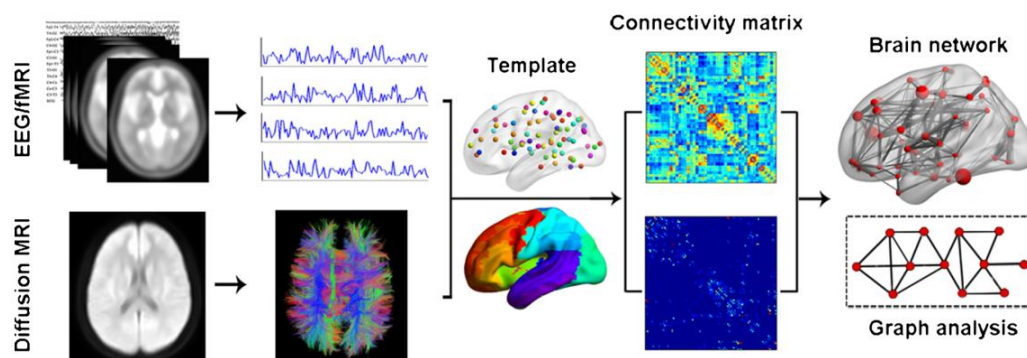 EEG/fMRI
Template
Connectivity matrix
Brain network
Diffusion MRI
Graph analysis